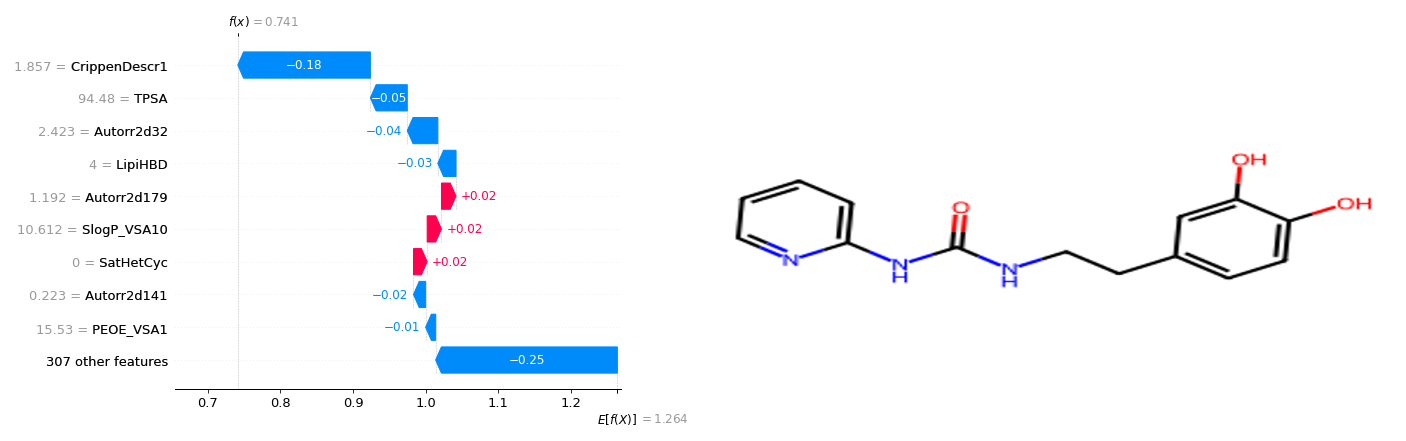 f(x) = 0.741
1.857 = CrippenDescr1
−0.18
94.48 = TPSA
−0.05
2.423 = Autorr2d32
−0.04
4 = LipiHBD
−0.03
1.192 = Autorr2d179
+0.02
10.612 = SlogP_VSA10
+0.02
0 = SatHetCyc
+0.02
0.223 = Autorr2d141
−0.02
15.53 = PEOE_VSA1
−0.01
307 other features
−0.25
0.7 0.8 0.9 1.0 1.1 1.2
E[f(X)] = 1.264
OH
OH
O
N
N
H
N
H